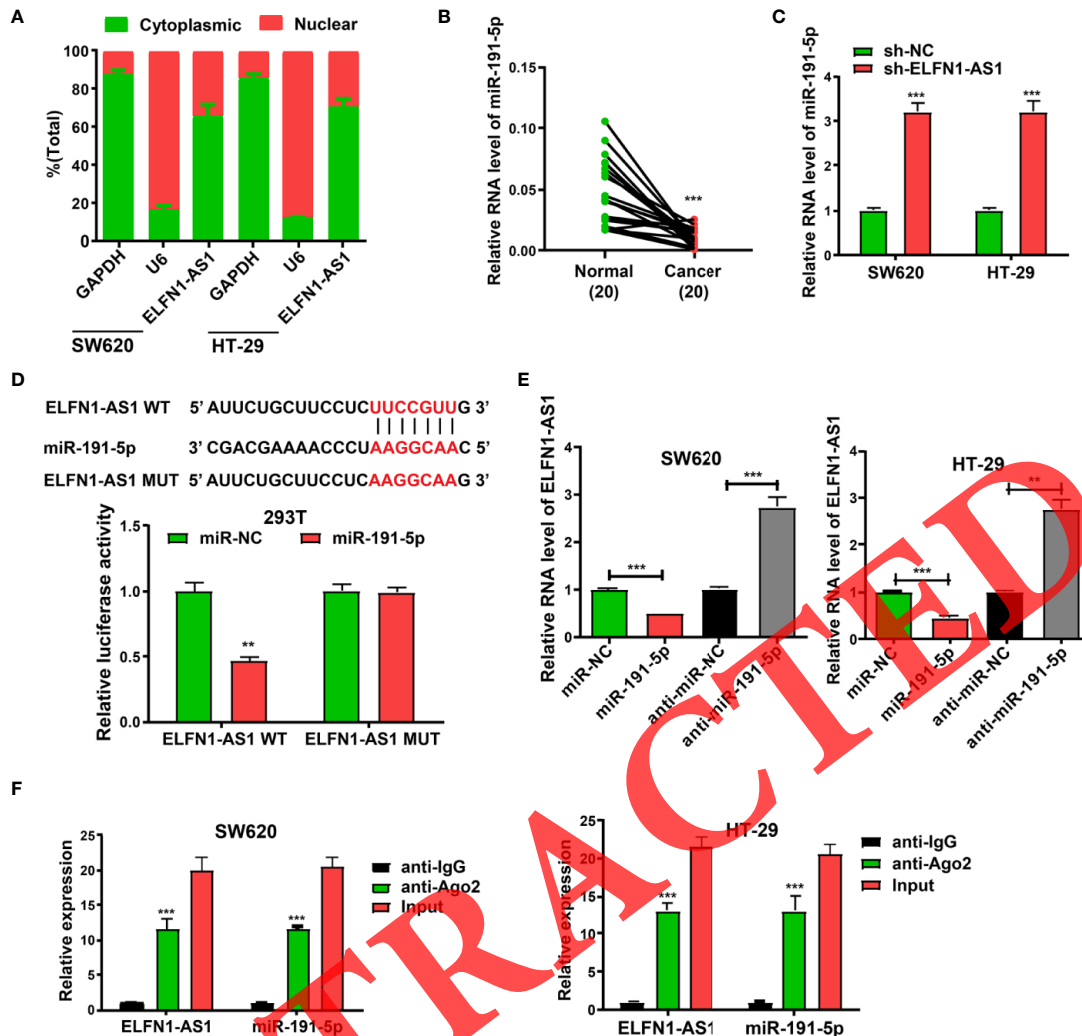 A
Cytoplasmic Nuclear
100
80
60
40
20
0
%(Total)
GAPDH
U6
ELFN1-AS1
GAPDH
U6
ELFN1-AS1
SW620
HT-29
B
Relative RNA level of miR-191-5p
0.15
0.10
0.05
0.00
***
Normal
(20)
Cancer
(20)
C
sh-NC
sh-ELFN1-AS1
Relative RNA level of miR-191-5p
4
3
2
1
0
***
***
SW620
HT-29
D
ELFN1-AS1 WT 5' AUUCUGCUUCCUCUUCCGUUG 3'
miR-191-5p 3' CGACGAAAACCCUAAGGCAAC 5'
ELFN1-AS1 MUT 5' AUUCUGCUUCCUCAAGGCAAG 3'
293T
miR-NC miR-191-5p
Relative luciferase activity
1.5
1.0
0.5
0.0
**
ELFN1-AS1 WT
ELFN1-AS1 MUT
E
SW620
Relative RNA level of ELFN1-AS1
4
3
2
1
0
***
***
miR-NC
miR-191-5p
anti-miR-NC
anti-miR-191-5p
HT-29
Relative RNA level of ELFN1-AS1
4
3
2
1
0
***
**
miR-NC
miR-191-5p
anti-miR-NC
anti-miR-191-5p
F
SW620
Relative expression
25
20
15
10
5
0
***
***
anti-IgG
anti-Ago2
Input
ELFN1-AS1
miR-191-5p
HT-29
Relative expression
25
20
15
10
5
0
***
***
anti-IgG
anti-Ago2
Input
ELFN1-AS1
miR-191-5p
TRACTED